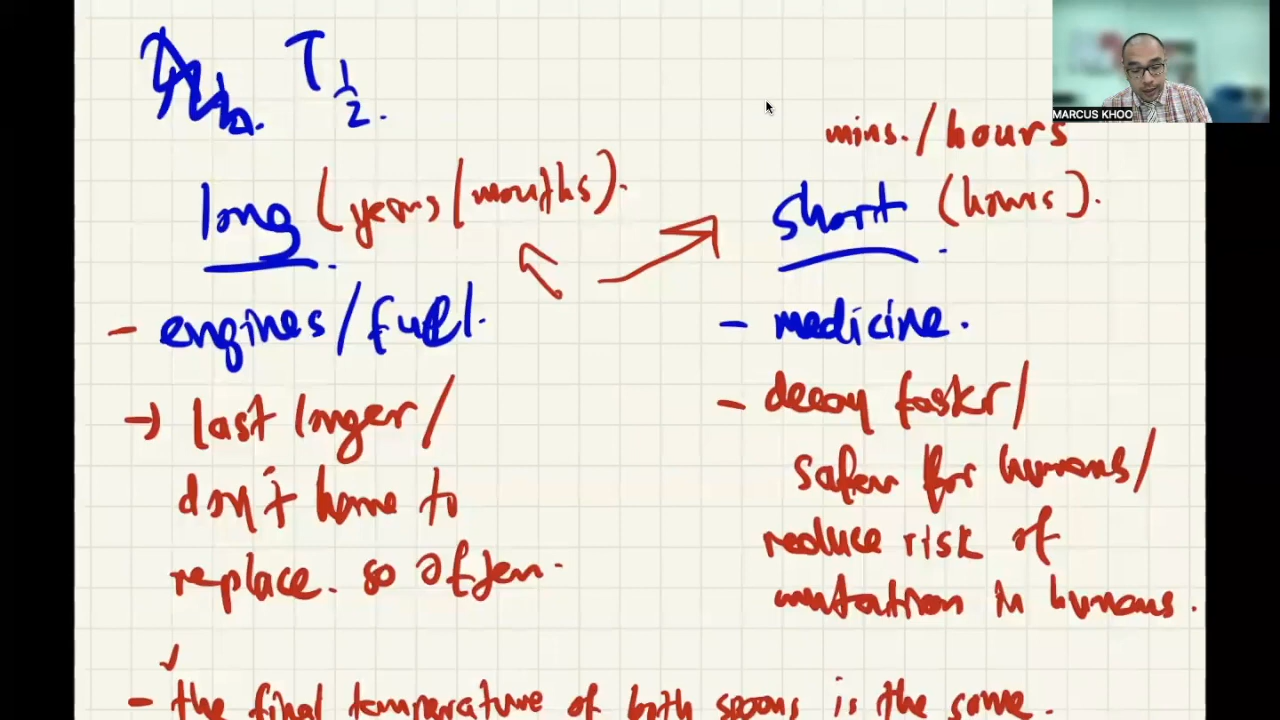 T 1/2.
MARCUS KHOO
mins./hours
long (years/months).
short (hours).
- engines/fuel.
- medicine.
→ last longer/
don't have to
replace. so often.
- decay faster/
safer for humans/
reduce risk of
mutation in humans.
- the final temperature of both spoons is the same.